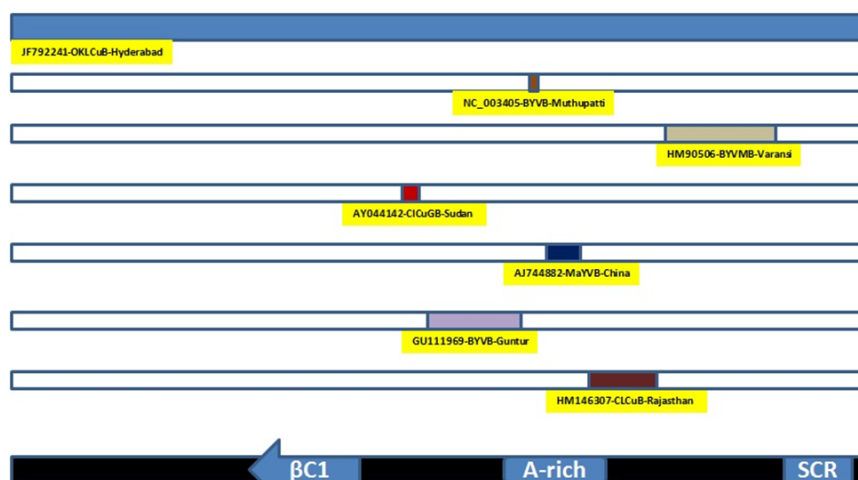 JF792241-OKLCuB-Hyderabad
NC_003405-BYVB-Muthupatti
HM90506-BYVMB-Varansi
AY044142-ClCuGB-Sudan
AJ744882-MaYVB-China
GU111969-BYVB-Guntur
HM146307-CLCuB-Rajasthan
βC1 A-rich SCR